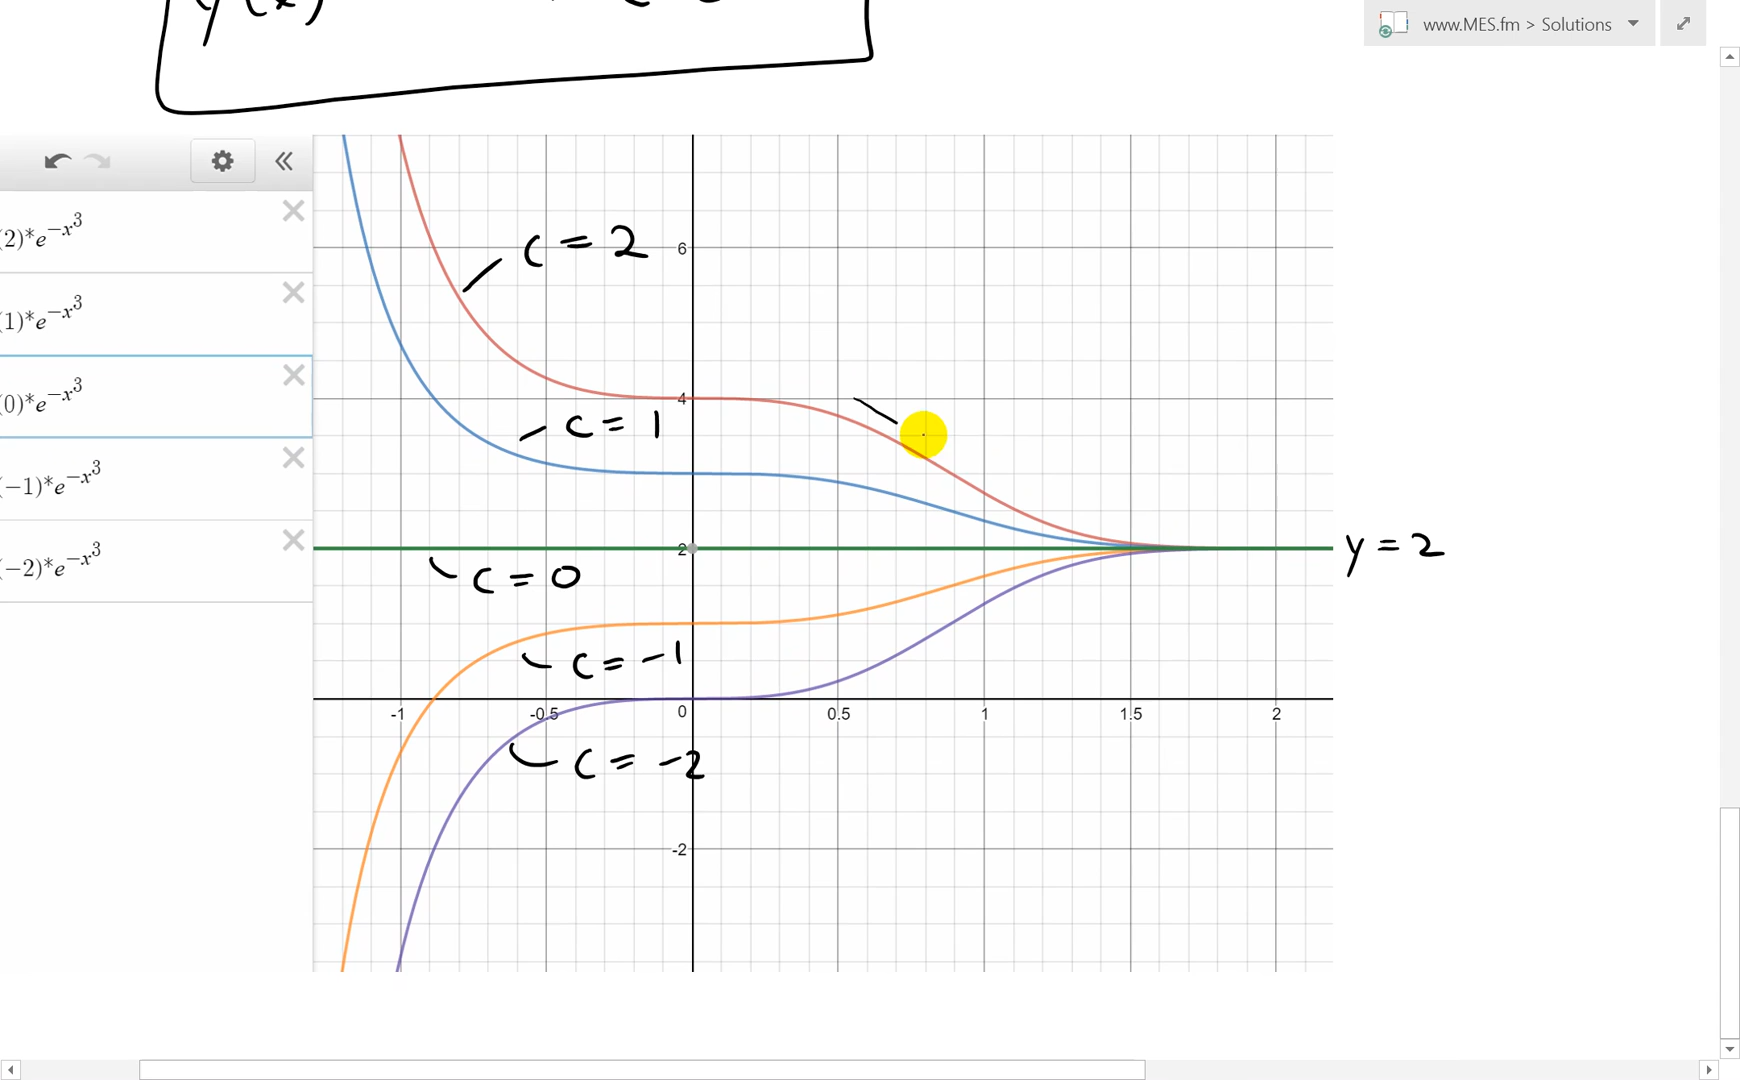 y(x)
www.MES.fm > Solutions
(2)*e^{-x^3}
(1)*e^{-x^3}
(0)*e^{-x^3}
(-1)*e^{-x^3}
(-2)*e^{-x^3}
c = 2
6
4
c = 1
2
y = 2
c = 0
c = -1
-1
-0.5
0
0.5
1
1.5
2
c = -2
-2